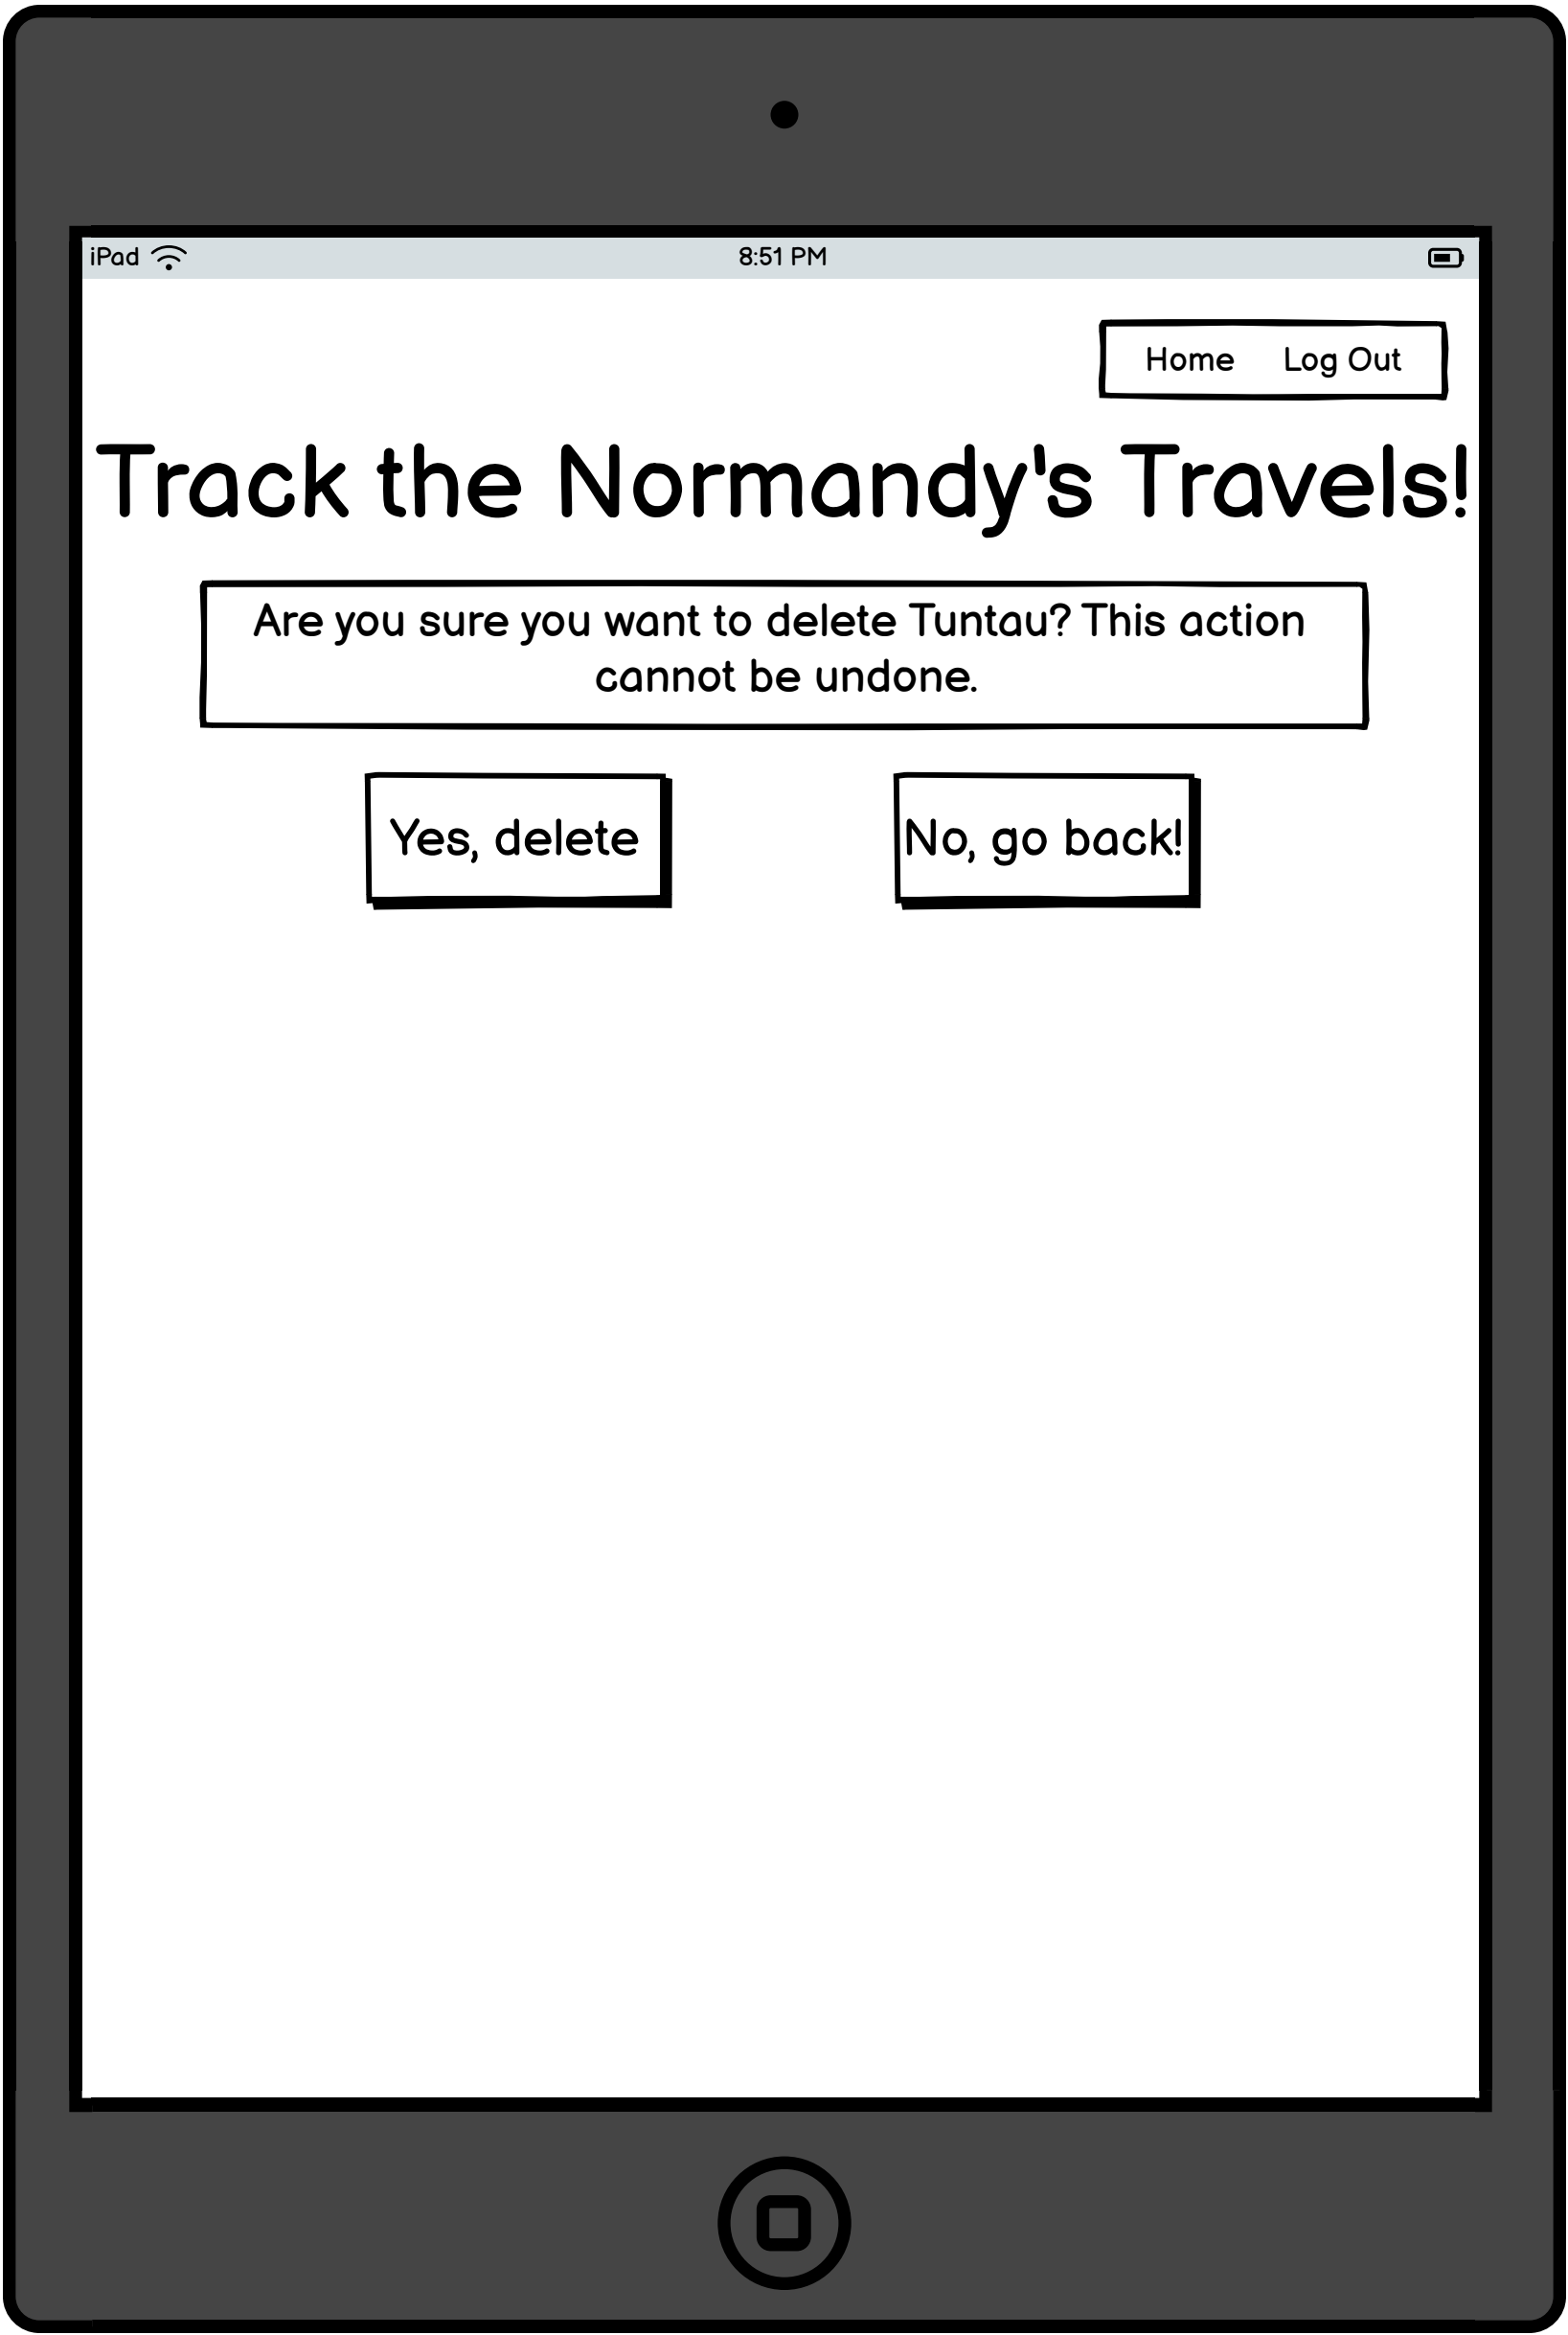 iPad 8:51 PM
Home Log Out
Track the Normandy's Travels!
Are you sure you want to delete Tuntau? This action
cannot be undone.
Yes, delete No, go back!